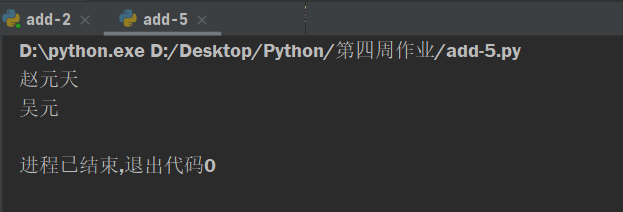 add-2 add-5
D:\python.exe D:/Desktop/Python/第四周作业/add-5.py
赵元天
吴元
进程已结束,退出代码0